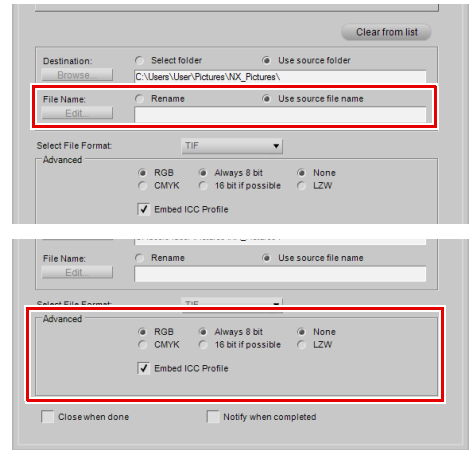 Clear from list
Destination: Select folder Use source folder
Browse... C:\Users\User\Pictures\NX_Pictures\
File Name: Rename Use source file name
Edit...
Select File Format: TIF
Advanced
RGB Always 8 bit None
CMYK 16 bit if possible LZW
Embed ICC Profile
File Name: Rename Use source file name
Edit...
Select File Format: TIF
Advanced
RGB Always 8 bit None
CMYK 16 bit if possible LZW
Embed ICC Profile
Close when done Notify when completed